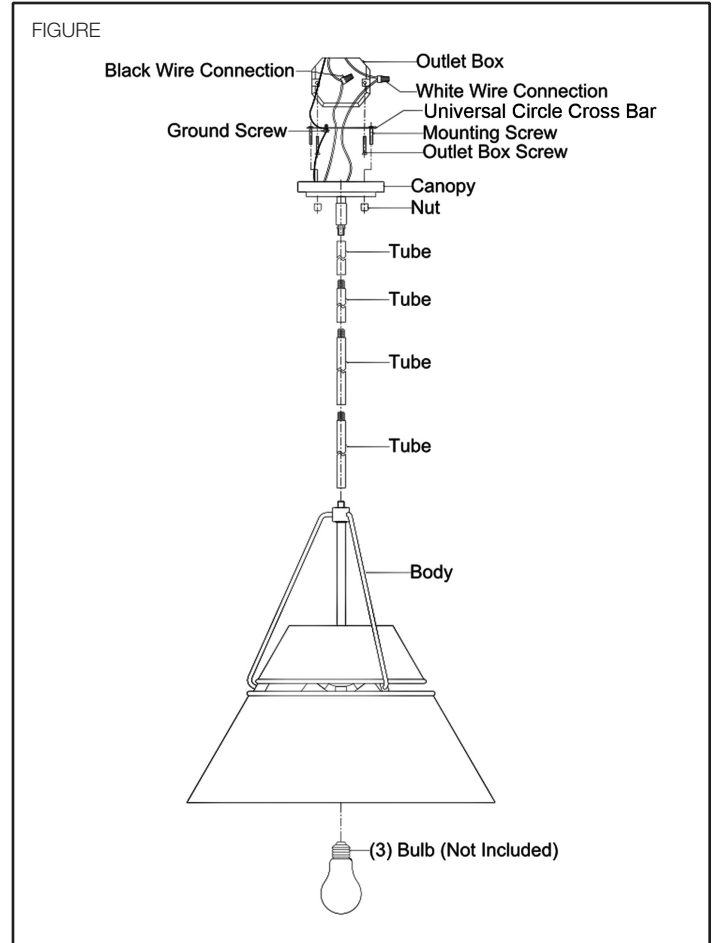 FIGURE
Outlet Box
Black Wire Connection
White Wire Connection
Universal Circle Cross Bar
Ground Screw
Mounting Screw
Outlet Box Screw
Canopy
Nut
Tube
Tube
Tube
Tube
Body
(3) Bulb (Not Included)